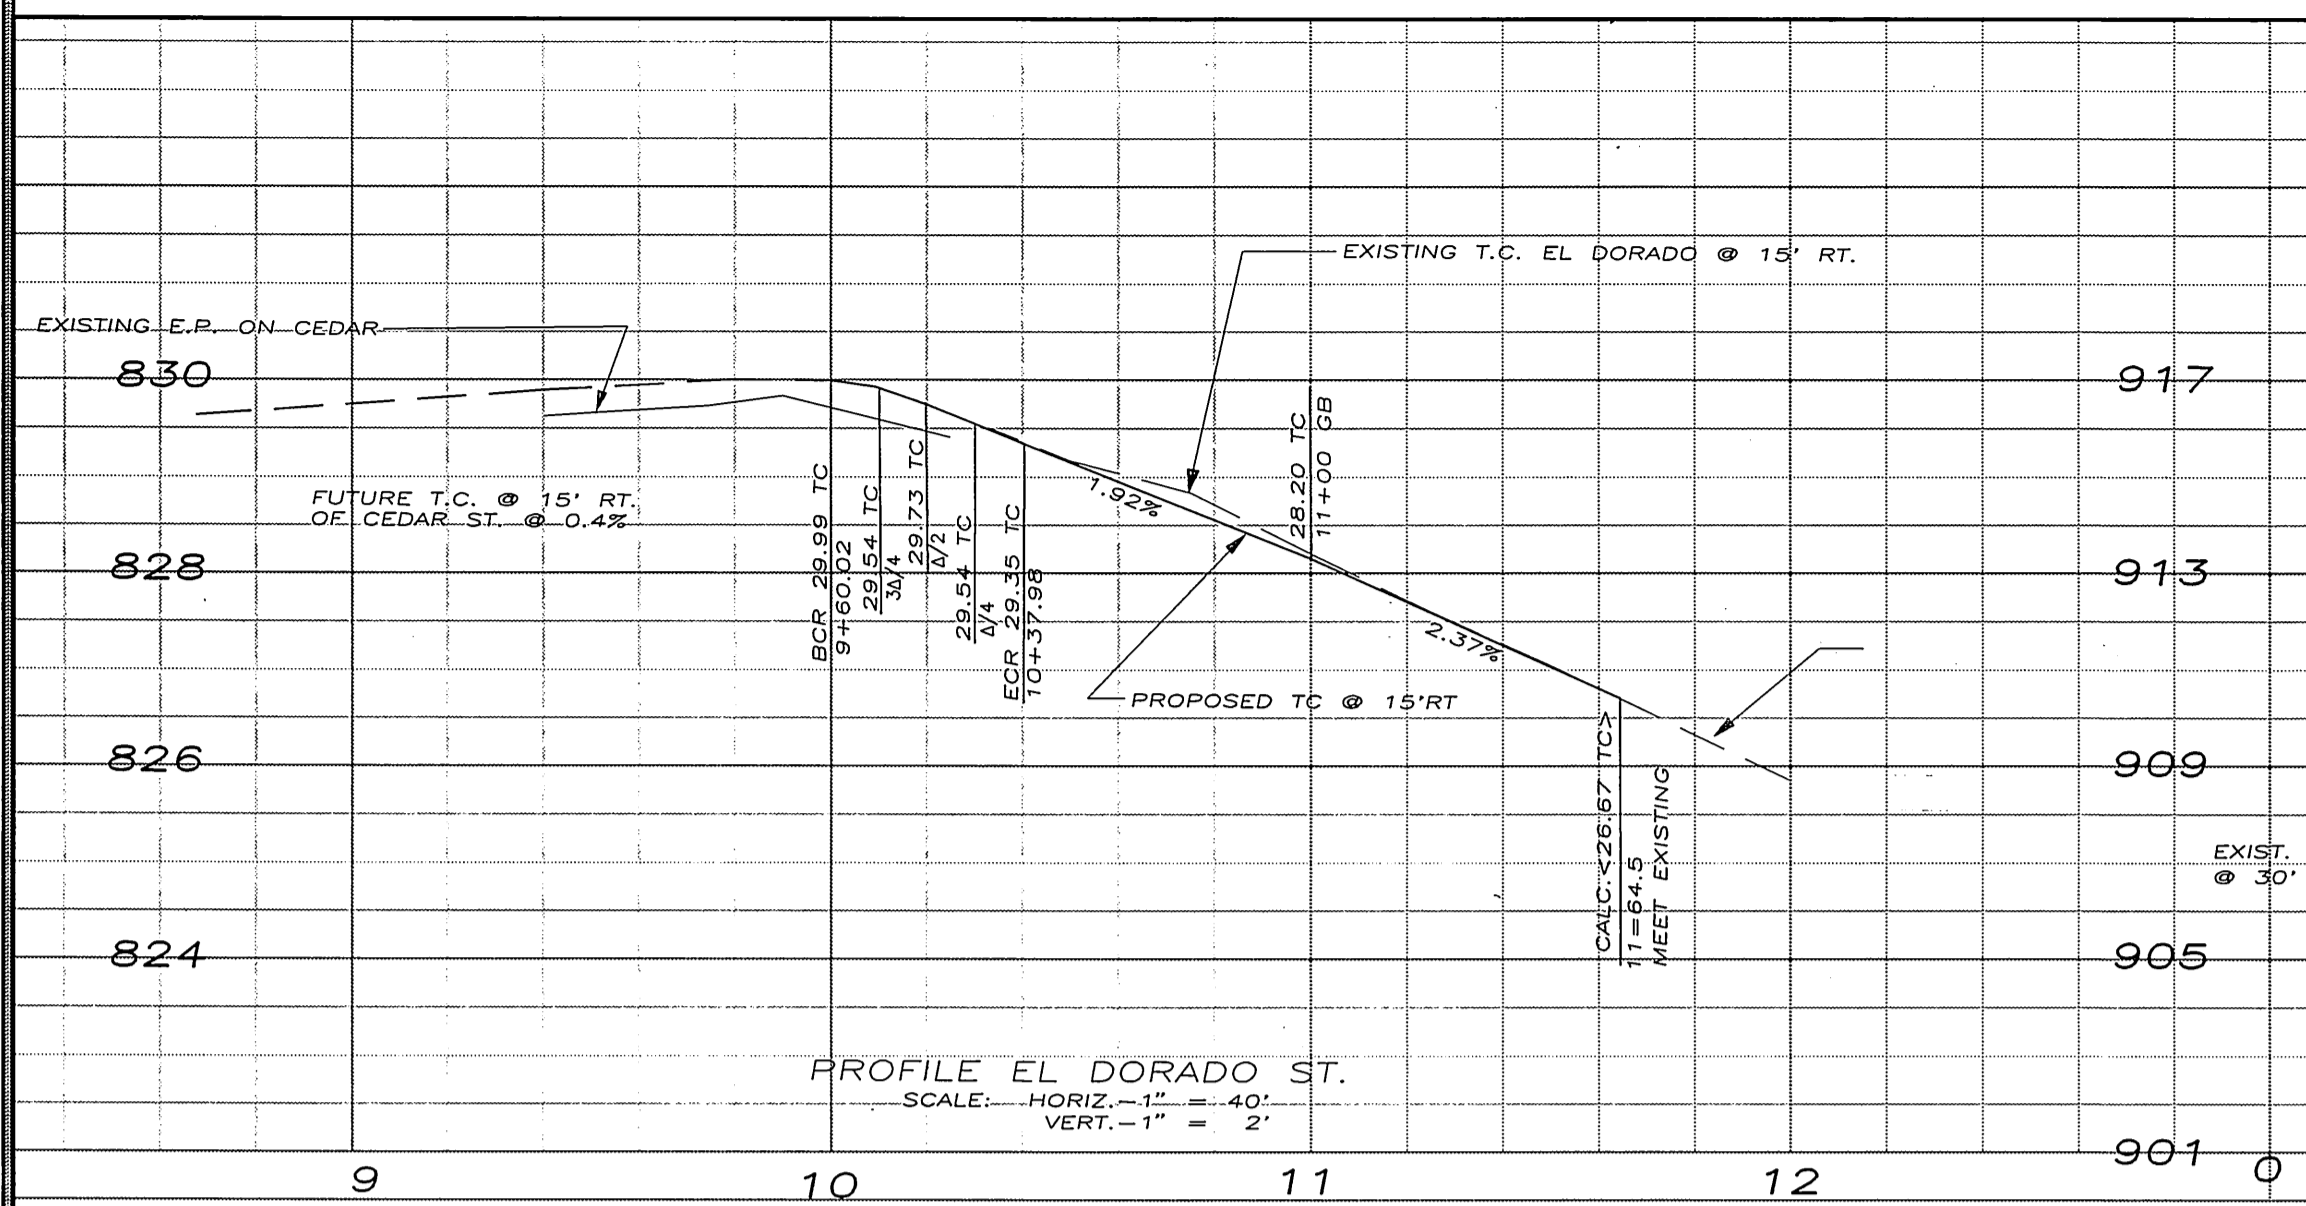 EXISTING T.C. EL DORADO @ 15' RT.
EXISTING E.P. ON CEDAR
830
917
FUTURE T.C. @ 15' RT.
OF CEDAR ST. @ 0.4%
BCR 29.99 TC
9+60.02
29.54 TC
3Δ/4
29.73 TC
Δ/2
29.54 TC
Δ/4
ECR 29.35 TC
10+37.98
1.92%
28.20 TC
11+00 GB
828
913
2.37%
PROPOSED TC @ 15'RT
CALC.<26.67 TC>
11=64.5
MEET EXISTING
826
909
EXIST.
@ 30'
824
905
PROFILE EL DORADO ST.
SCALE: HORIZ.-1" = 40'
VERT.-1" = 2'
901
9
10
11
12
0